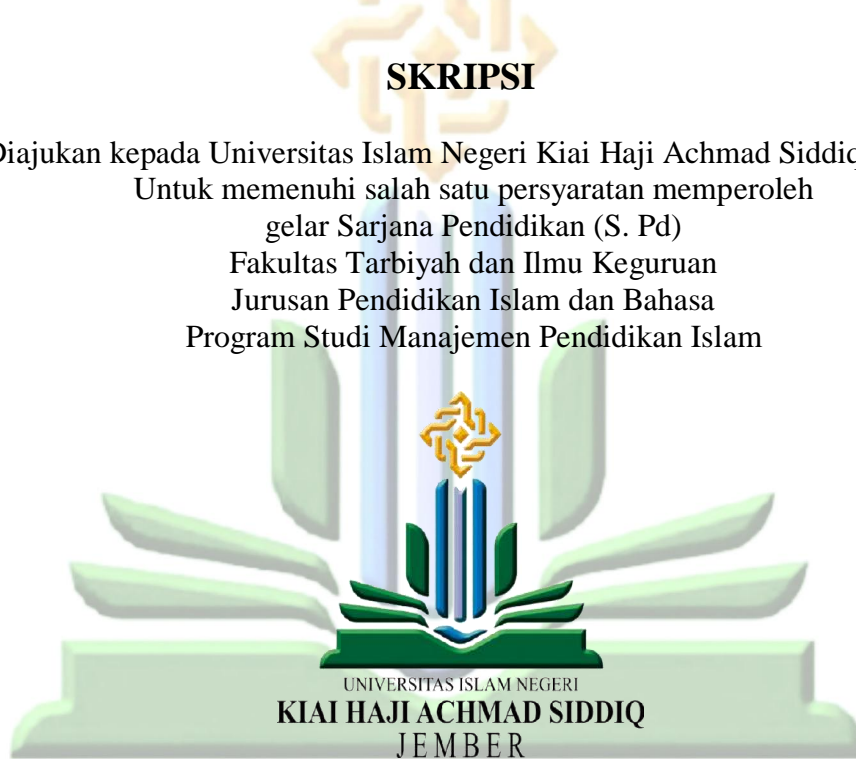 SKRIPSI
Diajukan kepada Universitas Islam Negeri Kiai Haji Achmad Siddiq
Untuk memenuhi salah satu persyaratan memperoleh
gelar Sarjana Pendidikan (S. Pd)
Fakultas Tarbiyah dan Ilmu Keguruan
Jurusan Pendidikan Islam dan Bahasa
Program Studi Manajemen Pendidikan Islam
UNIVERSITAS ISLAM NEGERI
KIAI HAJI ACHMAD SIDDIQ
JEMBER